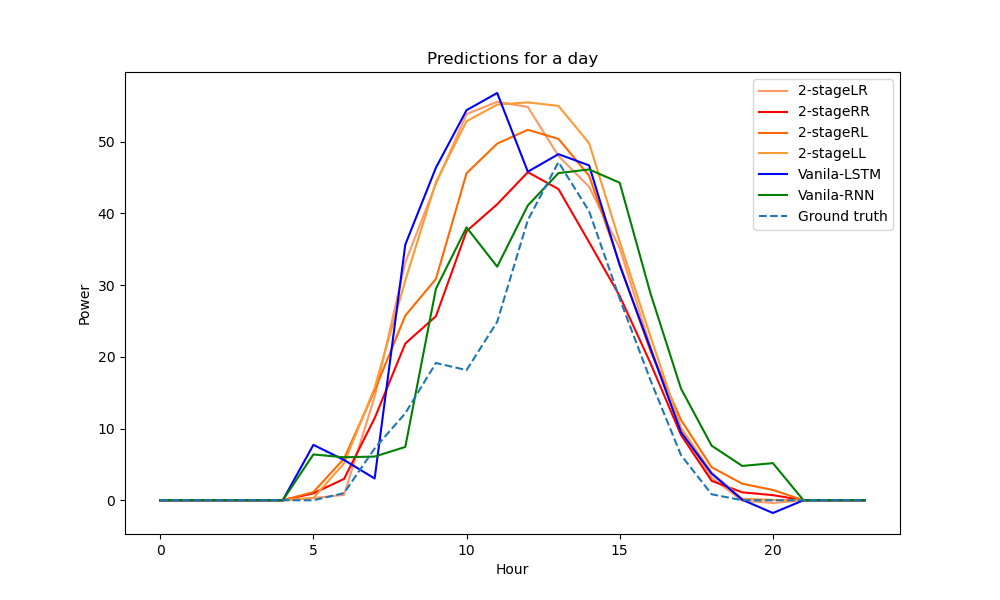 Predictions for a day
2-stageLR
2-stageRR
2-stageRL
2-stageLL
Vanila-LSTM
Vanila-RNN
Ground truth
Power
50
40
30
20
10
0
0 5 10 15 20
Hour